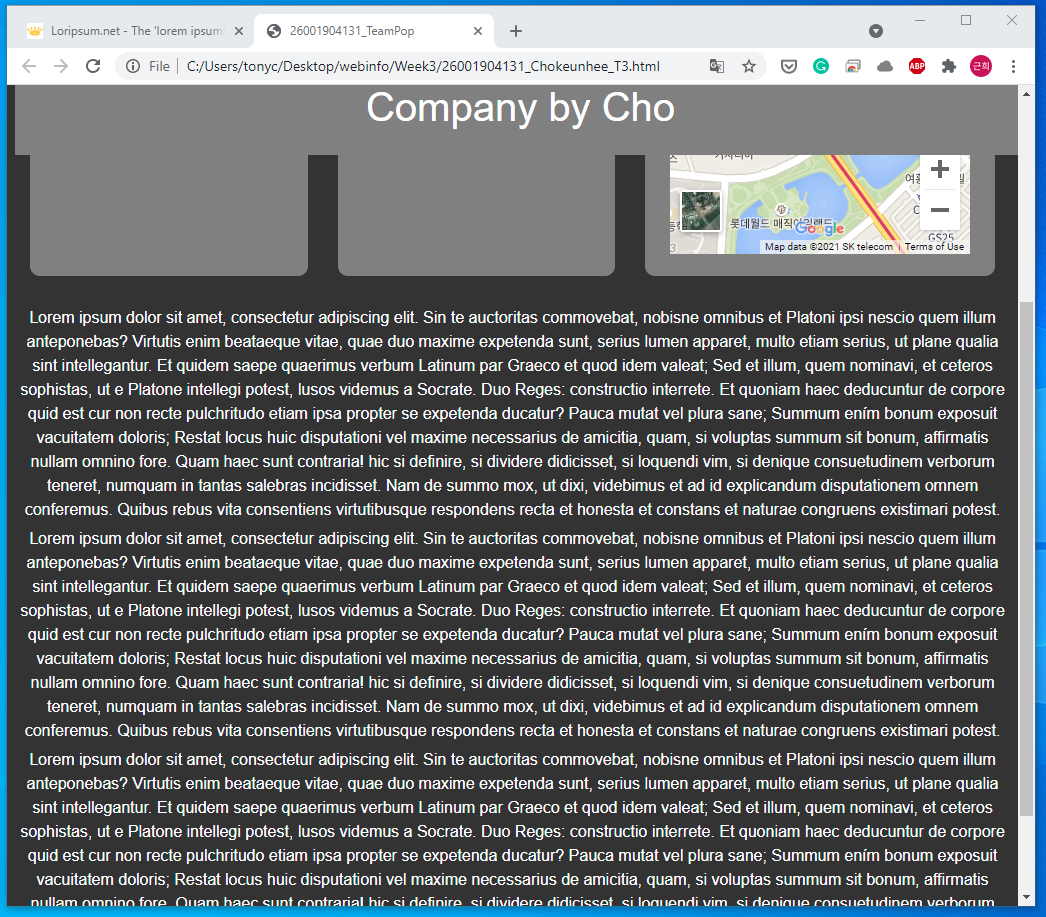 Loripsum.net - The 'lorem ipsum'
26001904131_TeamPop
File
C:/Users/tonyc/Desktop/webinfo/Week3/26001904131_Chokeunhee_T3.html
ABP
근희
Company by Cho
롯데월드 매직아일랜드
Google
GS25
Map data ©2021 SK telecom
Terms of Use
Lorem ipsum dolor sit amet, consectetur adipiscing elit. Sin te auctoritas commovebat, nobisne omnibus et Platoni ipsi nescio quem illum
anteponebas? Virtutis enim beataeque vitae, quae duo maxime expetenda sunt, serius lumen apparet, multo etiam serius, ut plane qualia
sint intellegantur. Et quidem saepe quaerimus verbum Latinum par Graeco et quod idem valeat; Sed et illum, quem nominavi, et ceteros
sophistas, ut e Platone intellegi potest, lusos videmus a Socrate. Duo Reges: constructio interrete. Et quoniam haec deducuntur de corpore
quid est cur non recte pulchritudo etiam ipsa propter se expetenda ducatur? Pauca mutat vel plura sane; Summum ením bonum exposuit
vacuitatem doloris; Restat locus huic disputationi vel maxime necessarius de amicitia, quam, si voluptas summum sit bonum, affirmatis
nullam omnino fore. Quam haec sunt contraria! hic si definire, si dividere didicisset, si loquendi vim, si denique consuetudinem verborum
teneret, numquam in tantas salebras incidisset. Nam de summo mox, ut dixi, videbimus et ad id explicandum disputationem omnem
conferemus. Quibus rebus vita consentiens virtutibusque respondens recta et honesta et constans et naturae congruens existimari potest.
Lorem ipsum dolor sit amet, consectetur adipiscing elit. Sin te auctoritas commovebat, nobisne omnibus et Platoni ipsi nescio quem illum
anteponebas? Virtutis enim beataeque vitae, quae duo maxime expetenda sunt, serius lumen apparet, multo etiam serius, ut plane qualia
sint intellegantur. Et quidem saepe quaerimus verbum Latinum par Graeco et quod idem valeat; Sed et illum, quem nominavi, et ceteros
sophistas, ut e Platone intellegi potest, lusos videmus a Socrate. Duo Reges: constructio interrete. Et quoniam haec deducuntur de corpore
quid est cur non recte pulchritudo etiam ipsa propter se expetenda ducatur? Pauca mutat vel plura sane; Summum ením bonum exposuit
vacuitatem doloris; Restat locus huic disputationi vel maxime necessarius de amicitia, quam, si voluptas summum sit bonum, affirmatis
nullam omnino fore. Quam haec sunt contraria! hic si definire, si dividere didicisset, si loquendi vim, si denique consuetudinem verborum
teneret, numquam in tantas salebras incidisset. Nam de summo mox, ut dixi, videbimus et ad id explicandum disputationem omnem
conferemus. Quibus rebus vita consentiens virtutibusque respondens recta et honesta et constans et naturae congruens existimari potest.
Lorem ipsum dolor sit amet, consectetur adipiscing elit. Sin te auctoritas commovebat, nobisne omnibus et Platoni ipsi nescio quem illum
anteponebas? Virtutis enim beataeque vitae, quae duo maxime expetenda sunt, serius lumen apparet, multo etiam serius, ut plane qualia
sint intellegantur. Et quidem saepe quaerimus verbum Latinum par Graeco et quod idem valeat; Sed et illum, quem nominavi, et ceteros
sophistas, ut e Platone intellegi potest, lusos videmus a Socrate. Duo Reges: constructio interrete. Et quoniam haec deducuntur de corpore
quid est cur non recte pulchritudo etiam ipsa propter se expetenda ducatur? Pauca mutat vel plura sane; Summum ením bonum exposuit
vacuitatem doloris; Restat locus huic disputationi vel maxime necessarius de amicitia, quam, si voluptas summum sit bonum, affirmatis
nullam omnino fore. Quam haec sunt contraria! hic si definire, si dividere didicisset, si loquendi vim, si denique consuetudinem verborum